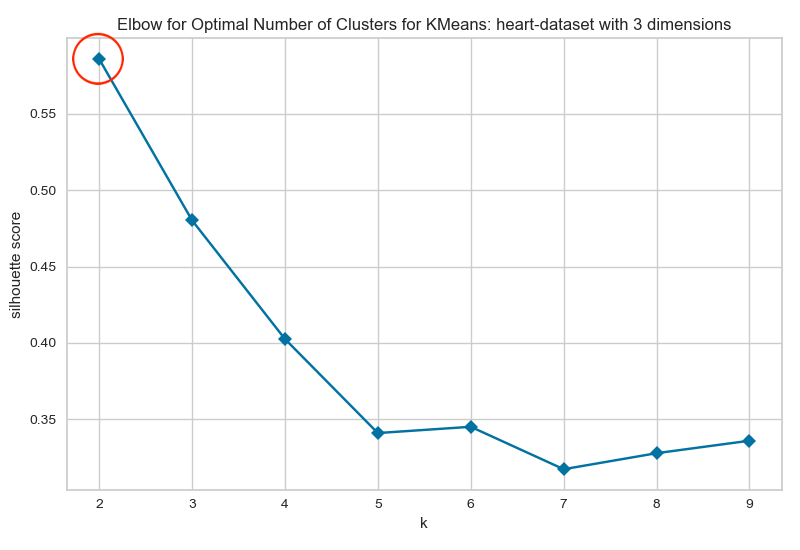 Elbow for Optimal Number of Clusters for KMeans: heart-dataset with 3 dimensions
silhouette score
0.55
0.50
0.45
0.40
0.35
2 3 4 5 6 7 8 9
k